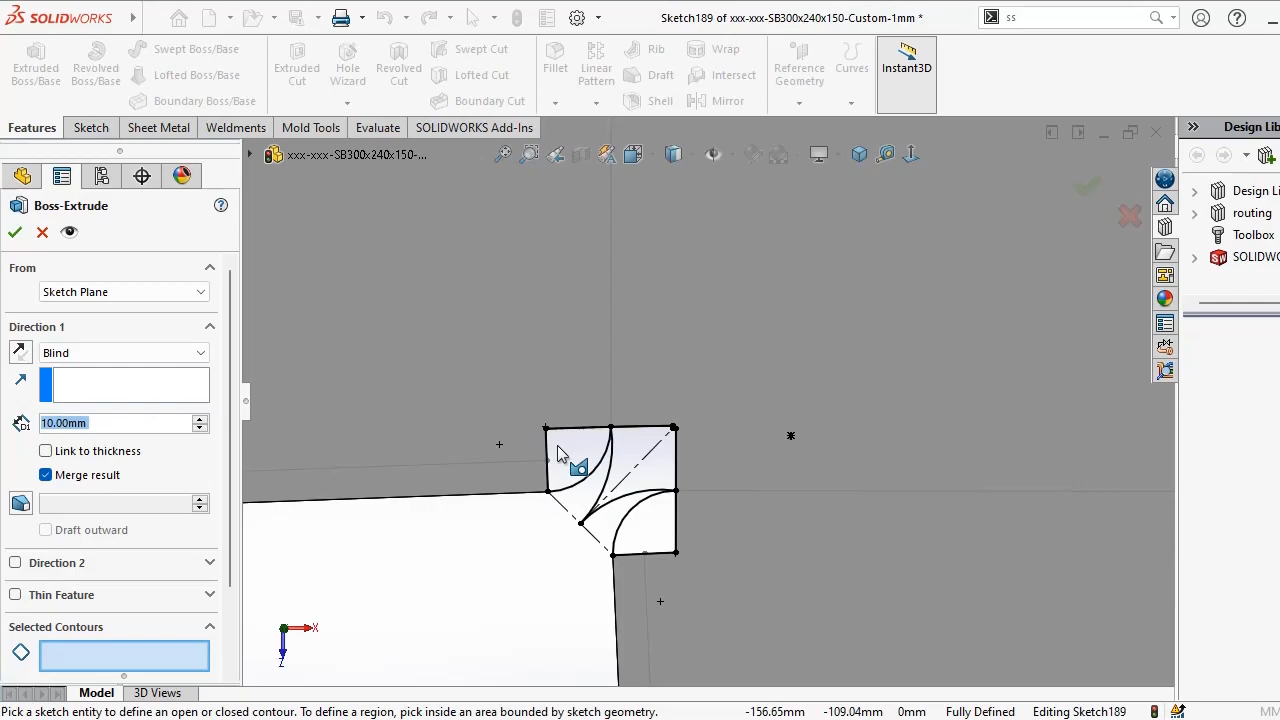 SOLIDWORKS
Sketch189 of xxx-xxx-SB300x240x150-Custom-1mm *
ss
Extruded Boss/Base
Revolved Boss/Base
Swept Boss/Base
Lofted Boss/Base
Boundary Boss/Base
Extruded Cut
Hole Wizard
Revolved Cut
Swept Cut
Lofted Cut
Boundary Cut
Fillet
Linear Pattern
Rib
Draft
Shell
Wrap
Intersect
Mirror
Reference Geometry
Curves
Instant3D
Features
Sketch
Sheet Metal
Weldments
Mold Tools
Evaluate
SOLIDWORKS Add-Ins
Design Lib
xxx-xxx-SB300x240x150-...
Boss-Extrude
From
Sketch Plane
Direction 1
Blind
D1
10.00mm
Link to thickness
Merge result
Draft outward
Direction 2
Thin Feature
Selected Contours
Design Li
routing
Toolbox
SOLIDWO
X
Z
Model
3D Views
Pick a sketch entity to define an open or closed contour. To define a region, pick inside an area bounded by sketch geometry.
-156.65mm
-109.04mm
0mm
Fully Defined
Editing Sketch189
MM